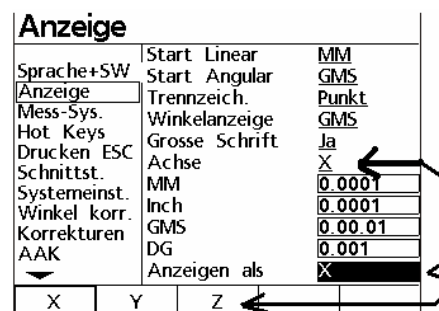 Anzeige
Sprache+SW
Anzeige
Mess-Sys.
Hot Keys
Drucken ESC
Schnittst.
Systemeinst.
Winkel korr.
Korrekturen
AAK
Start Linear MM
Start Angular GMS
Trennzeich. Punkt
Winkelanzeige GMS
Grosse Schrift Ja
Achse X
MM 0.0001
Inch 0.0001
GMS 0.00.01
DG 0.001
Anzeigen als X
X Y Z